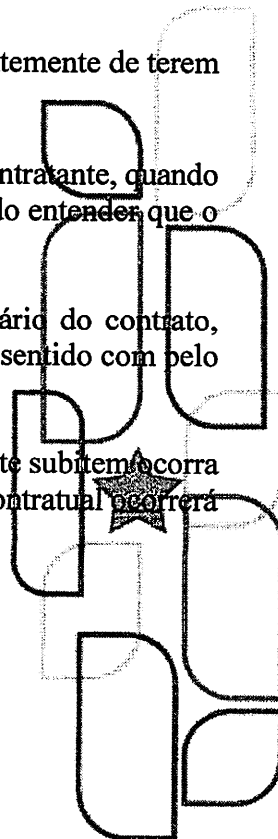 temente de terem
ntratante, quando
do entender que o
ário do contrato,
sentido com pelo
te subitem ocorra
ontratual ocorrerá